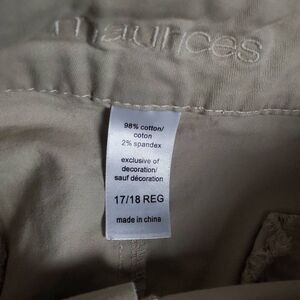 maurices
98% cotton/
coton
2% spandex
exclusive of
decoration/
sauf décoration
17/18 REG
made in china